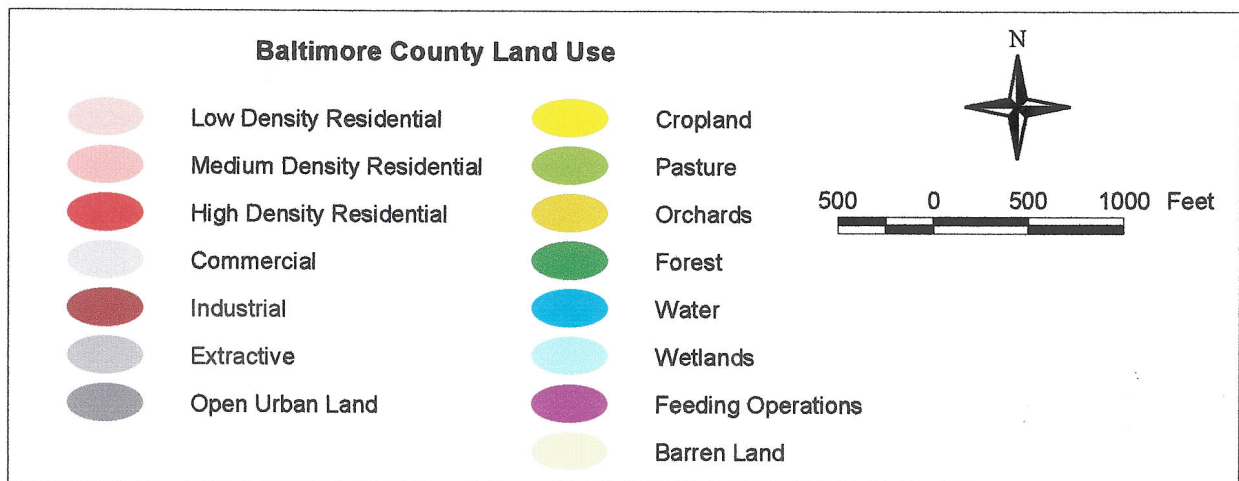 Baltimore County Land Use
Low Density Residential
Medium Density Residential
High Density Residential
Commercial
Industrial
Extractive
Open Urban Land
Cropland
Pasture
Orchards
Forest
Water
Wetlands
Feeding Operations
Barren Land
N
500 0 500 1000 Feet